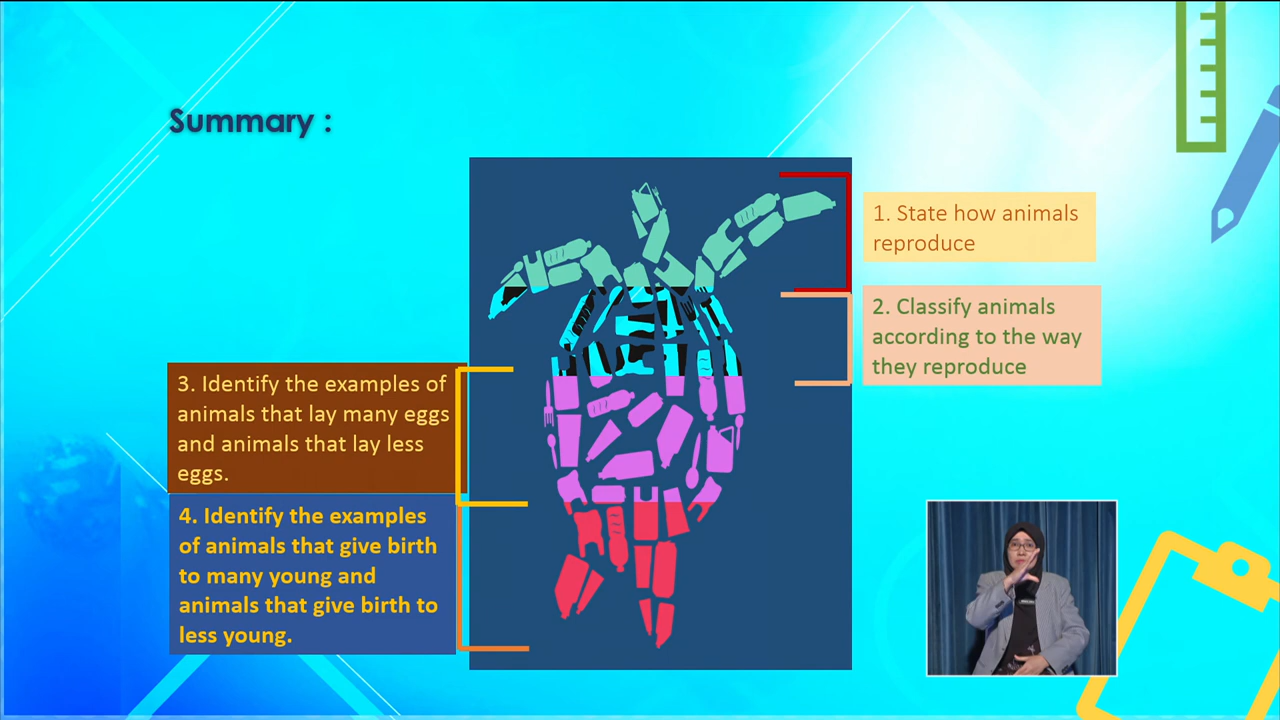 Summary :
1. State how animals
reproduce
2. Classify animals
according to the way
they reproduce
3. Identify the examples of
animals that lay many eggs
and animals that lay less
eggs.
4. Identify the examples
of animals that give birth
to many young and
animals that give birth to
less young.